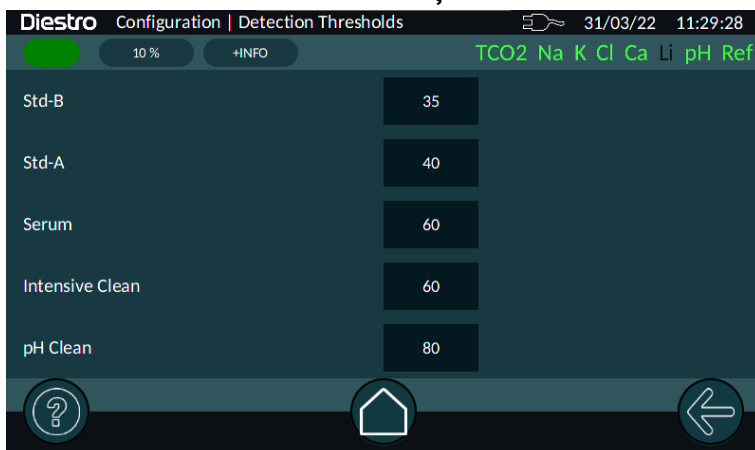 Diestro Configuration | Detection Thresholds 31/03/22 11:29:28
10 % +INFO TCO2 Na K Cl Ca Li pH Ref
Std-B 35
Std-A 40
Serum 60
Intensive Clean 60
pH Clean 80
?